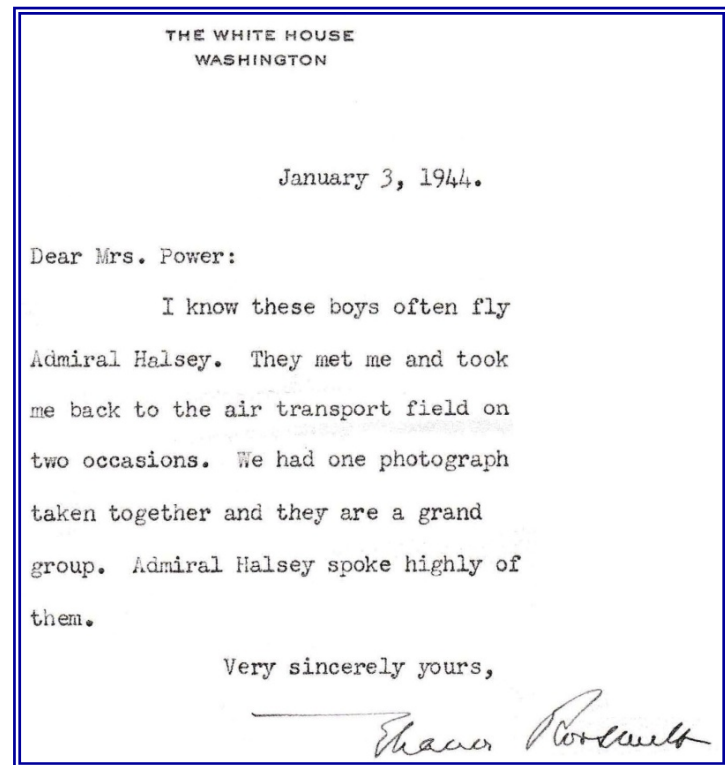 THE WHITE HOUSE
WASHINGTON
January 3, 1944.
Dear Mrs. Power:
I know these boys often fly
Admiral Halsey. They met me and took
me back to the air transport field on
two occasions. We had one photograph
taken together and they are a grand
group. Admiral Halsey spoke highly of
them.
Very sincerely yours,
Eleanor Roosevelt